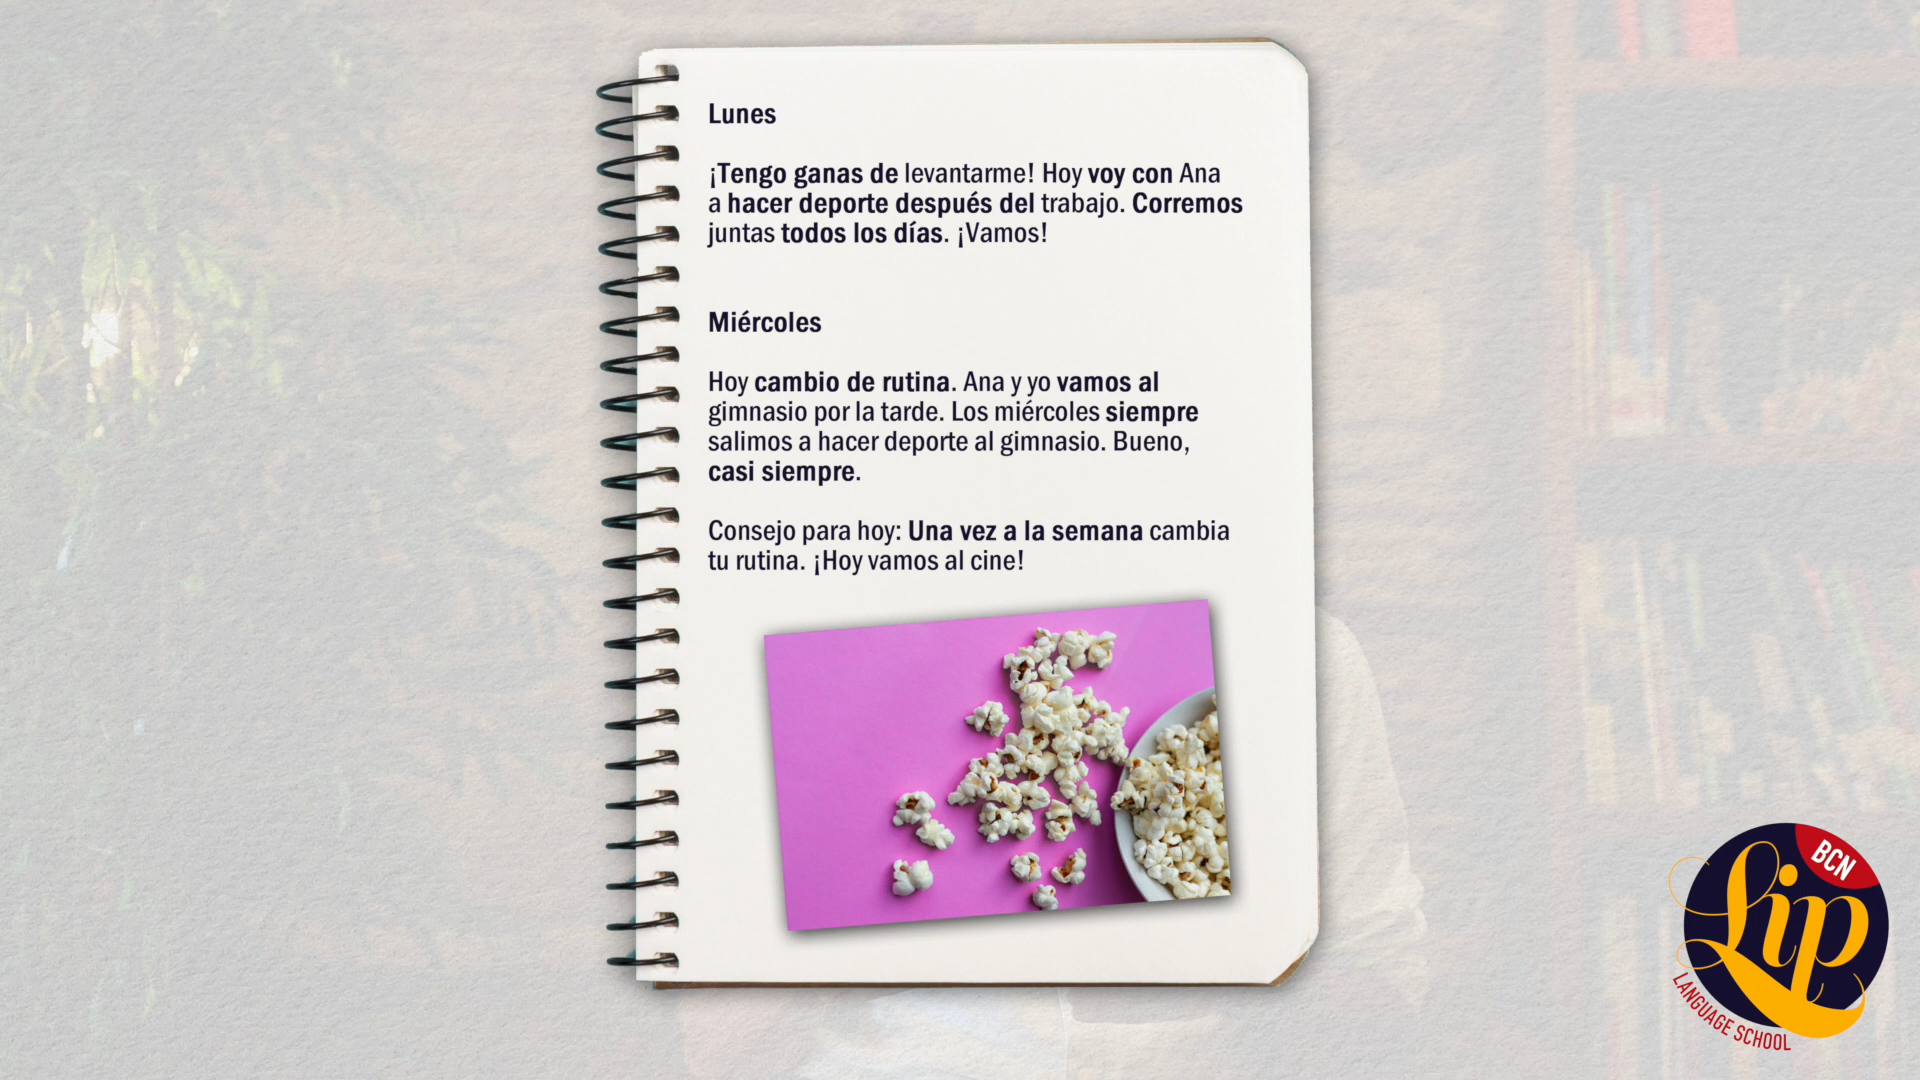 Lunes
¡Tengo ganas de levantarme! Hoy voy con Ana
a hacer deporte después del trabajo. Corremos
juntas todos los días. ¡Vamos!
Miércoles
Hoy cambio de rutina. Ana y yo vamos al
gimnasio por la tarde. Los miércoles siempre
salimos a hacer deporte al gimnasio. Bueno,
casi siempre.
Consejo para hoy: Una vez a la semana cambia
tu rutina. ¡Hoy vamos al cine!
BCN
Lip
LANGUAGE SCHOOL